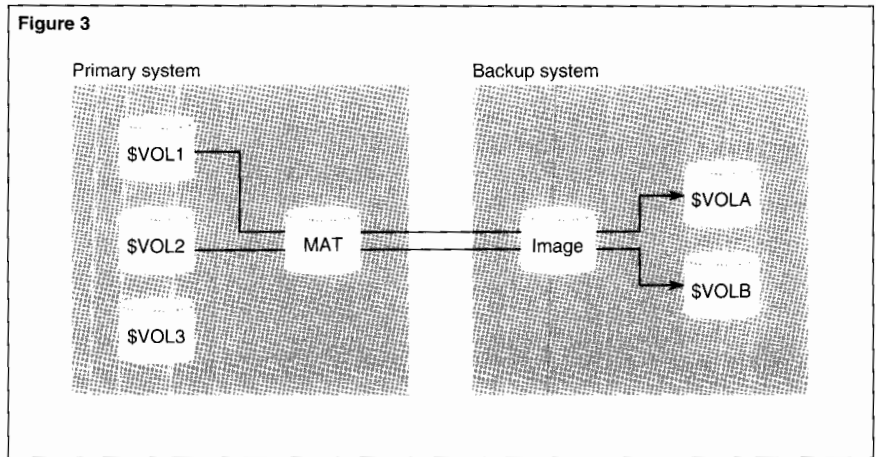 Figure 3
Primary system
Backup system
$VOL1
$VOL2
$VOL3
MAT
Image
$VOLA
$VOLB